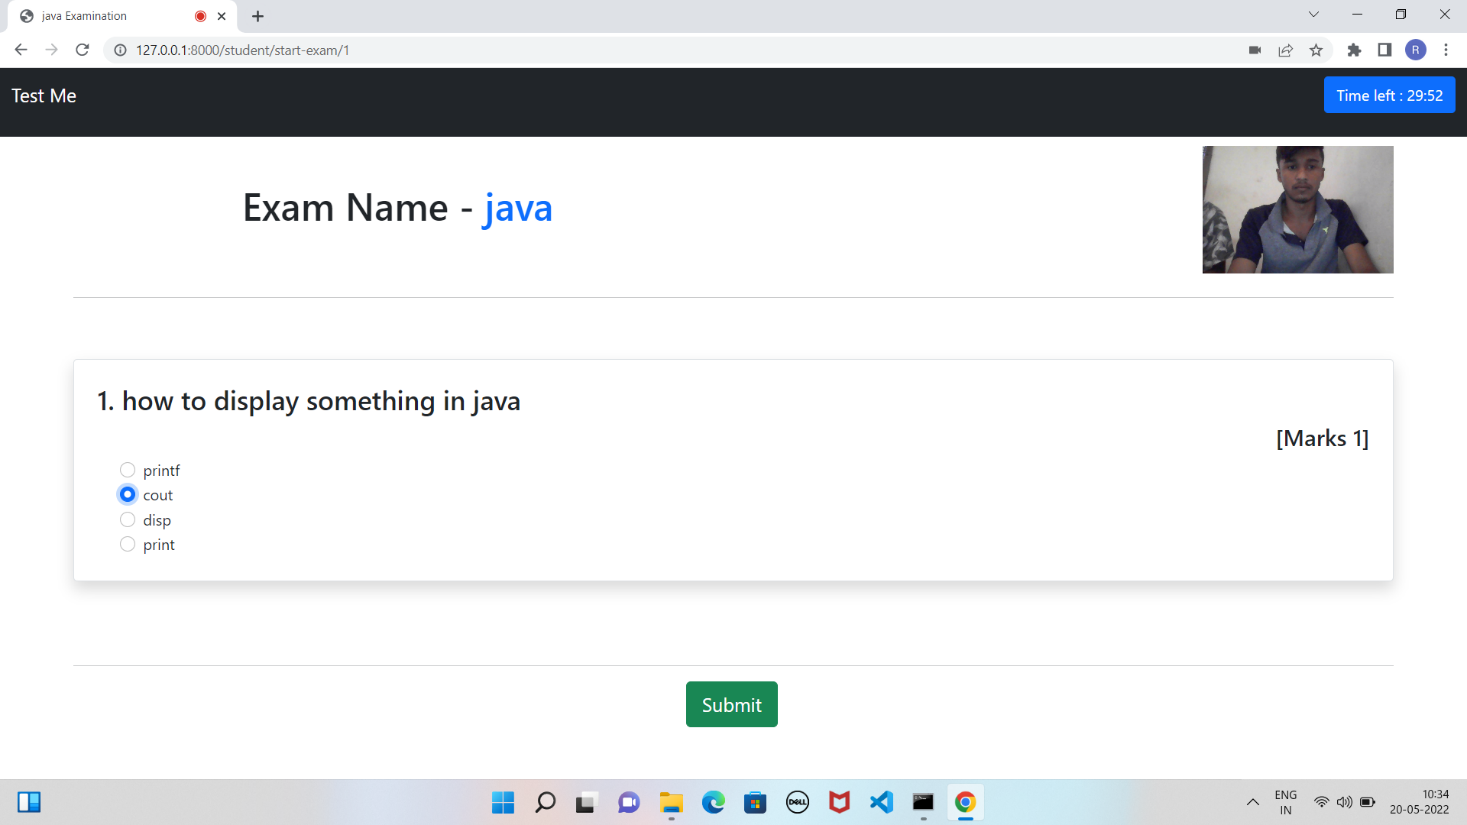 java Examination
127.0.0.1:8000/student/start-exam/1
R
Test Me
Time left : 29:52
Exam Name - java
1. how to display something in java
[Marks 1]
printf
cout
disp
print
Submit
DELL
ENG
IN
10:34
20-05-2022